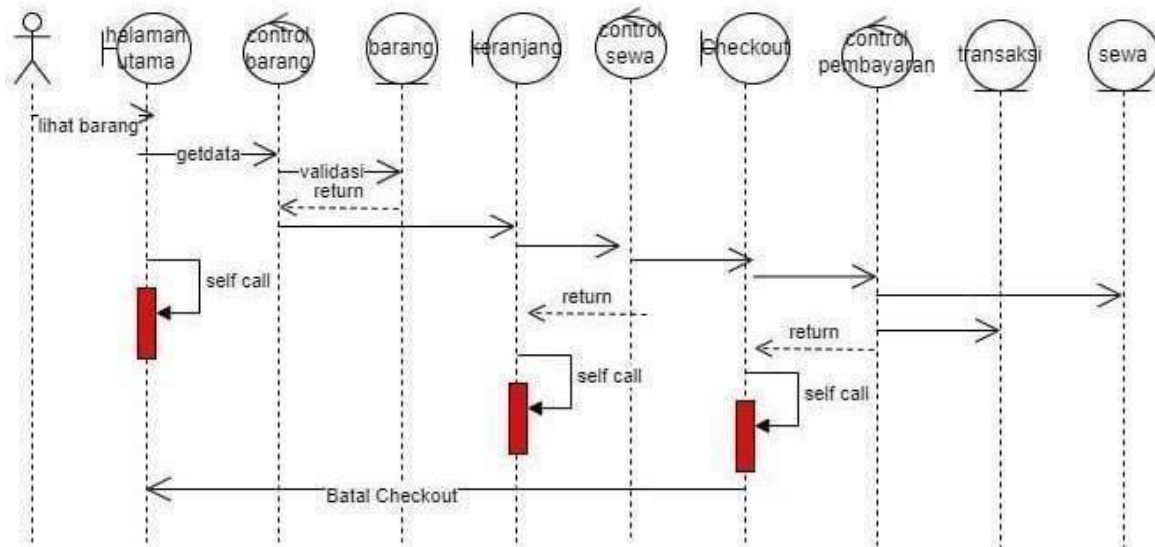 halaman
utama
control
barang
barang
keranjang
control
sewa
Checkout
control
pembayaran
transaksi
sewa
lihat barang
getdata
validasi
return
self call
return
return
self call
self call
Batal Checkout